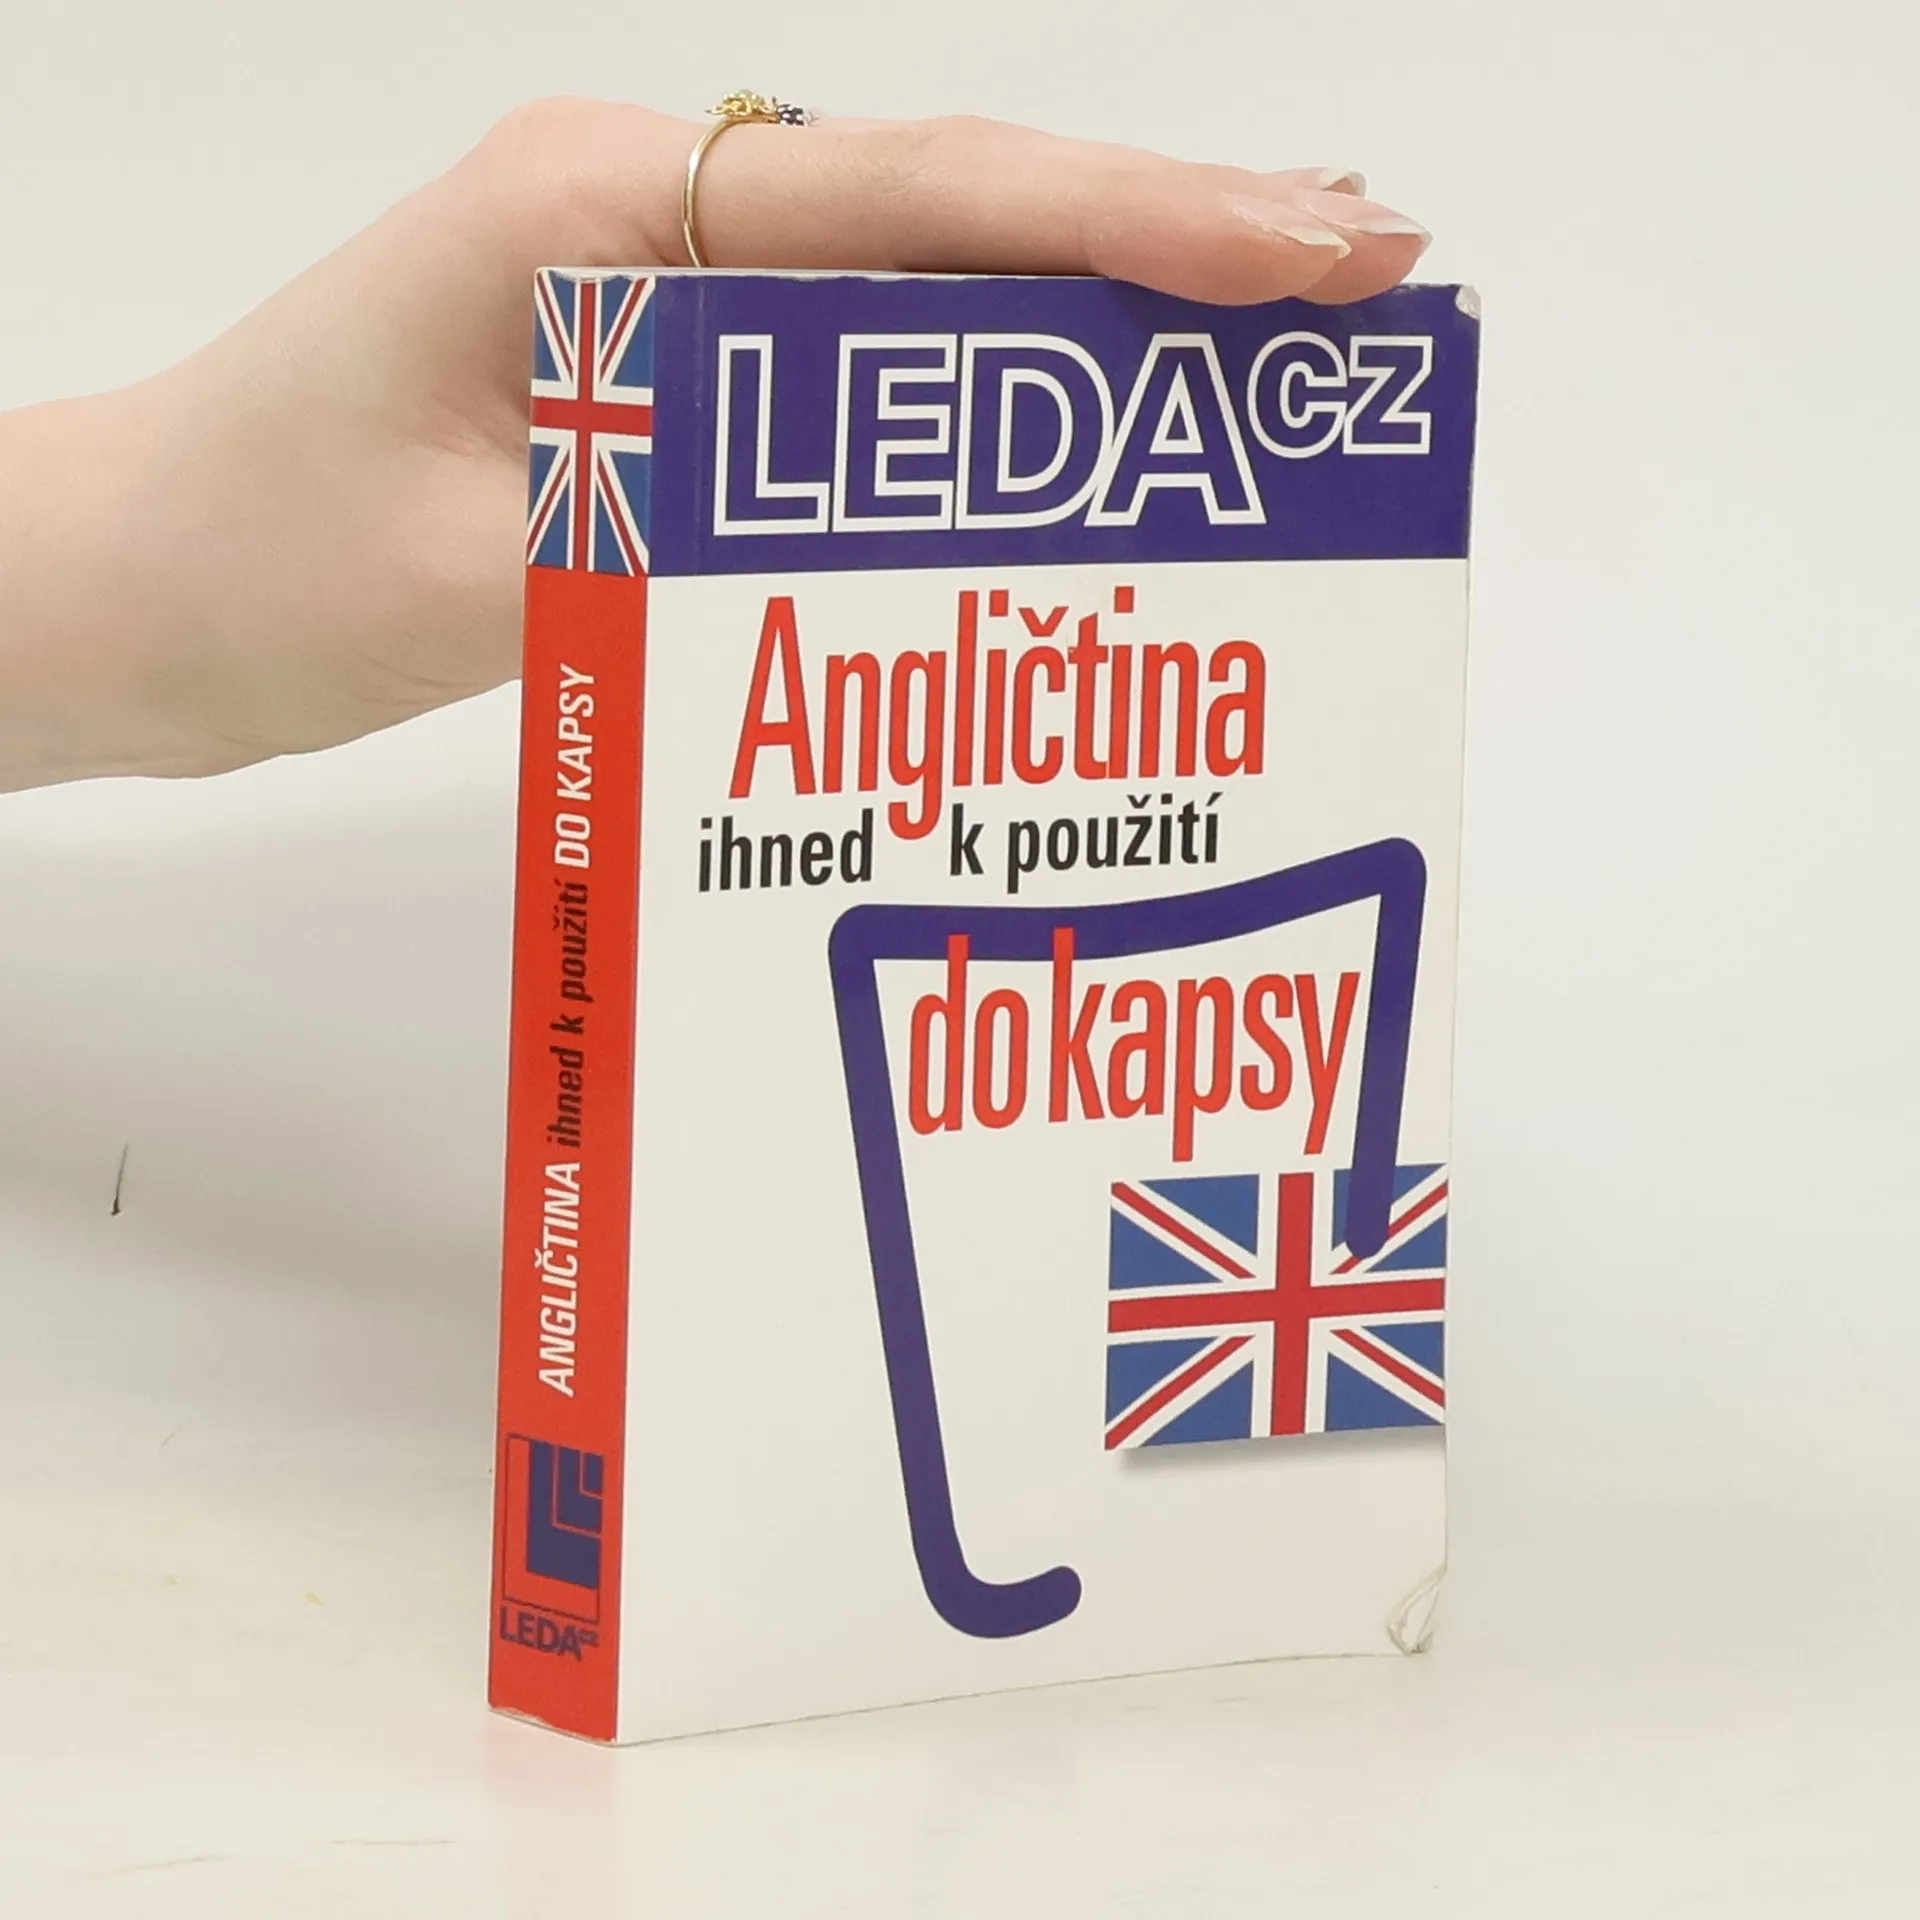 LEDA CZ
Angličtina
ihned k použití
do kapsy
ANGLIČTINA ihned k použití DO KAPSY
LEDA CZ